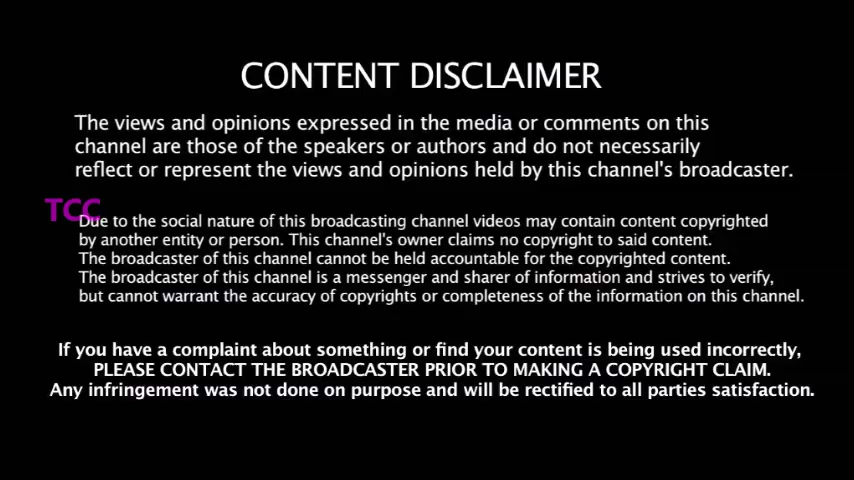 CONTENT DISCLAIMER
The views and opinions expressed in the media or comments on this
channel are those of the speakers or authors and do not necessarily
reflect or represent the views and opinions held by this channel's broadcaster.
TCC
Due to the social nature of this broadcasting channel videos may contain content copyrighted
by another entity or person. This channel's owner claims no copyright to said content.
The broadcaster of this channel cannot be held accountable for the copyrighted content.
The broadcaster of this channel is a messenger and sharer of information and strives to verify,
but cannot warrant the accuracy of copyrights or completeness of the information on this channel.
If you have a complaint about something or find your content is being used incorrectly,
PLEASE CONTACT THE BROADCASTER PRIOR TO MAKING A COPYRIGHT CLAIM.
Any infringement was not done on purpose and will be rectified to all parties satisfaction.